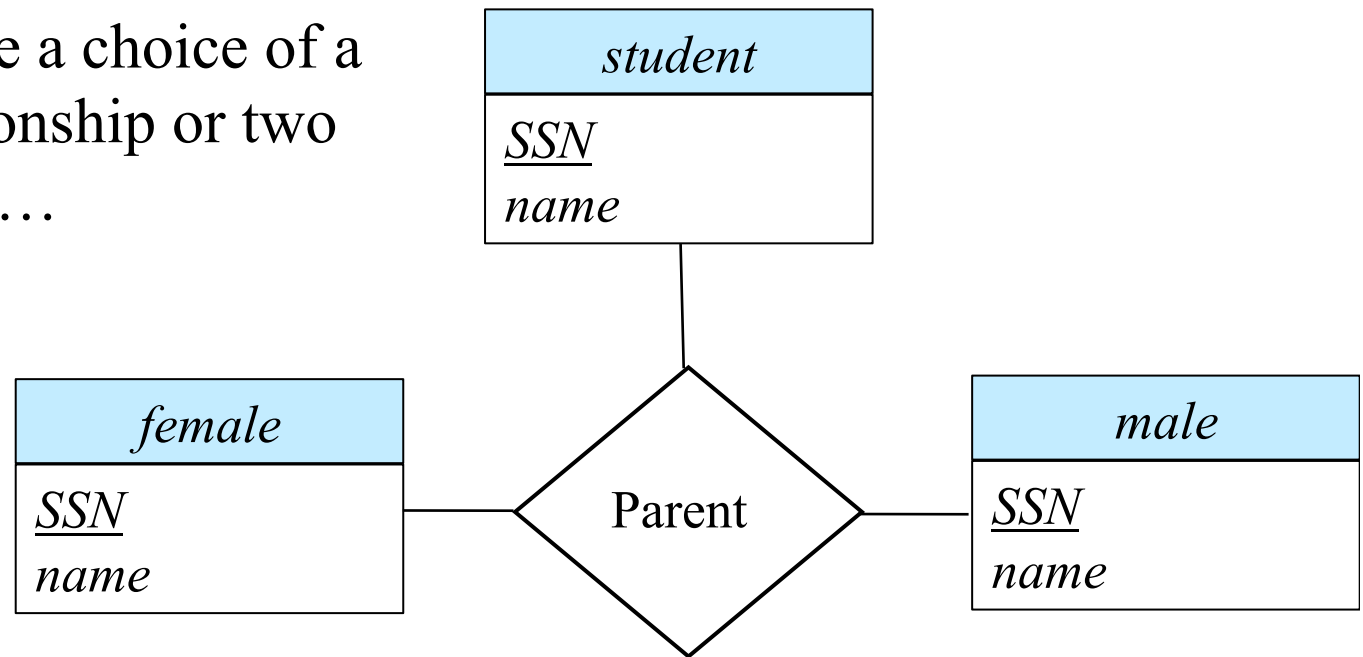 e a choice of a
onship or two
…
student
SSN
name
female
SSN
name
Parent
male
SSN
name